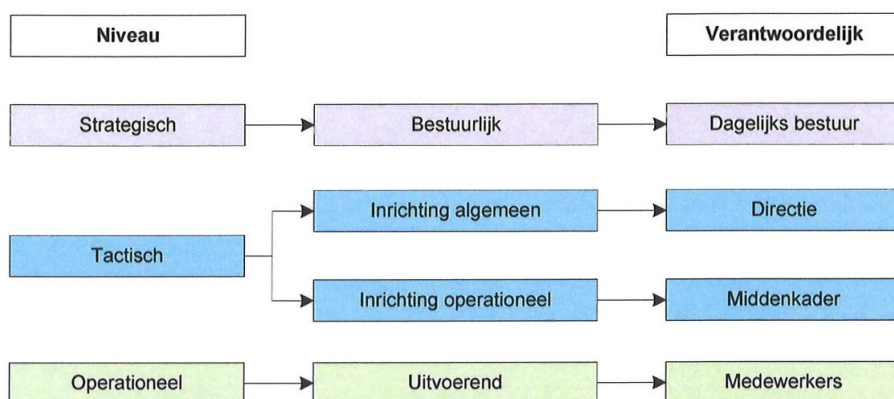 Niveau
Verantwoordelijk
Strategisch
Bestuurlijk
Dagelijks bestuur
Inrichting algemeen
Directie
Tactisch
Inrichting operationeel
Middenkader
Operationeel
Uitvoerend
Medewerkers